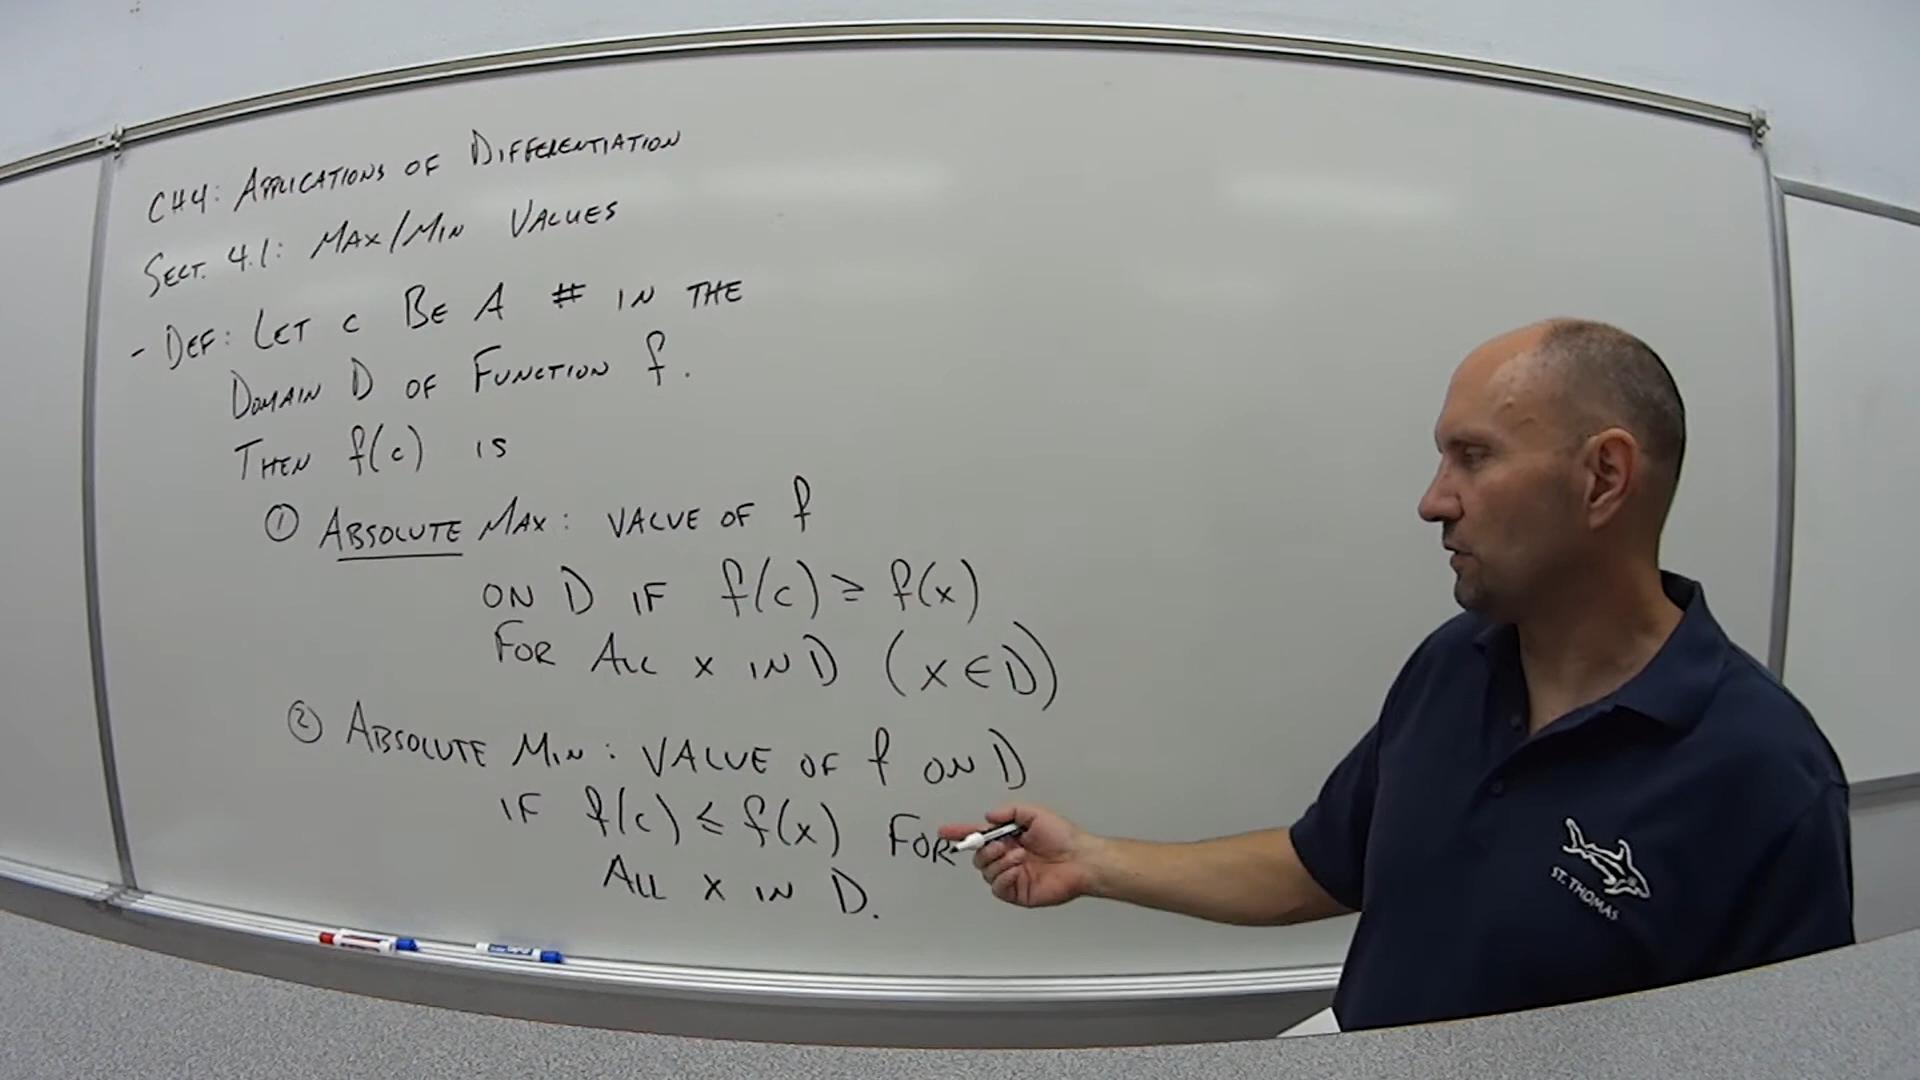 CH4: APPLICATIONS OF DIFFERENTIATION
SECT. 4.1: MAX/MIN VALUES
- DEF: LET c BE A # IN THE
DOMAIN D OF FUNCTION f.
THEN f(c) IS
① ABSOLUTE MAX: VALUE OF f
ON D IF f(c) ≥ f(x)
FOR ALL x IN D (x ∈ D)
② ABSOLUTE MIN: VALUE OF f ON D
IF f(c) ≤ f(x) FOR
ALL x IN D.
ST. THOMAS